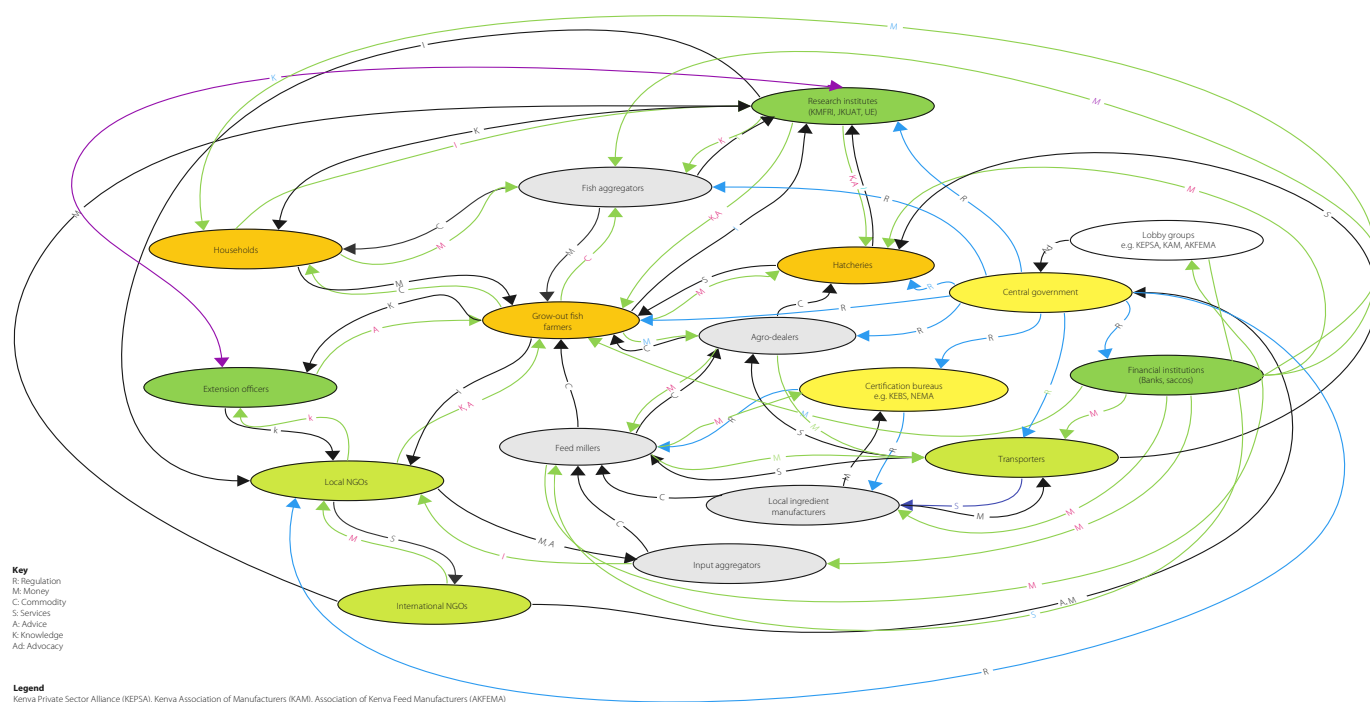 M
I
K
M
Research institutes
(KMFRI, JKUAT, UE)
K
I
K
Fish aggregators
K,A
R
M
R
M
K,A
C
S
Households
M
M
C
I
Ad
Lobby groups
e.g. KEPSA, KAM, AKFEMA
Hatcheries
S
M
R
Central government
M
C
K
C
R
Grow-out fish
farmers
A
M
C
Agro-dealers
R
R
R
Financial institutions
(Banks, saccos)
Extension officers
C
M
C
Certification bureaus
e.g. KEBS, NEMA
K, A
k
k
M
R
M
M
M
S
Feed millers
M
S
R
Transporters
Local NGOs
C
Local ingredient
manufacturers
S
M
M
M
C
M, A
M
S
I
Input aggregators
M
International NGOs
A, M
S
R
Key
R: Regulation
M: Money
C: Commodity
S: Services
A: Advice
K: Knowledge
Ad: Advocacy
Legend
Kenya Private Sector Alliance (KEPSA), Kenya Association of Manufacturers (KAM), Association of Kenya Feed Manufacturers (AKFEMA)